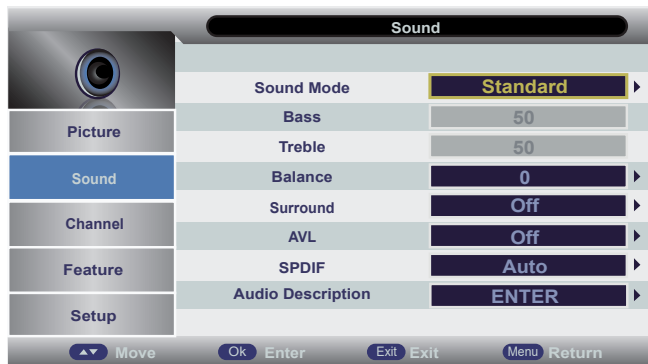 Sound
Sound Mode Standard
Bass 50
Treble 50
Balance 0
Surround Off
AVL Off
SPDIF Auto
Audio Description ENTER
Picture
Sound
Channel
Feature
Setup
Move Ok Enter Exit Exit Menu Return